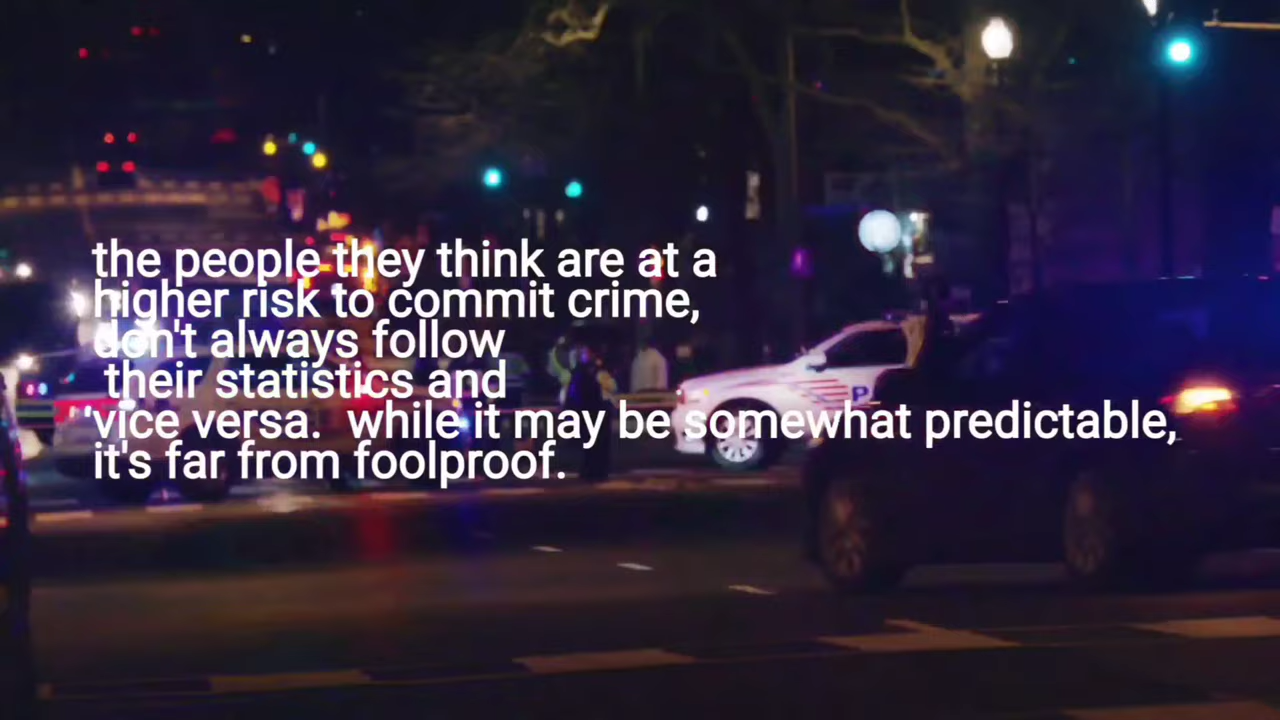 the people they think are at a
higher risk to commit crime,
don't always follow
their statistics and
vice versa.  while it may be somewhat predictable,
it's far from foolproof.
P